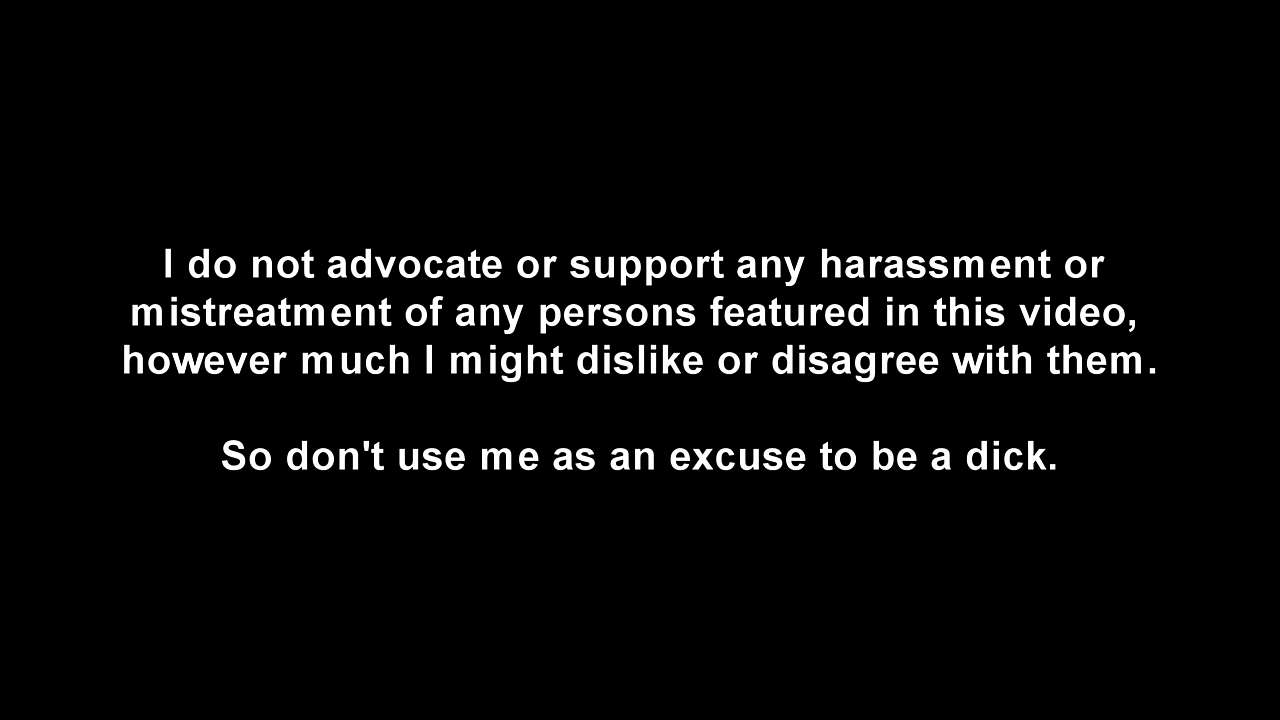 I do not advocate or support any harassment or
mistreatment of any persons featured in this video,
however much I might dislike or disagree with them.
So don't use me as an excuse to be a dick.